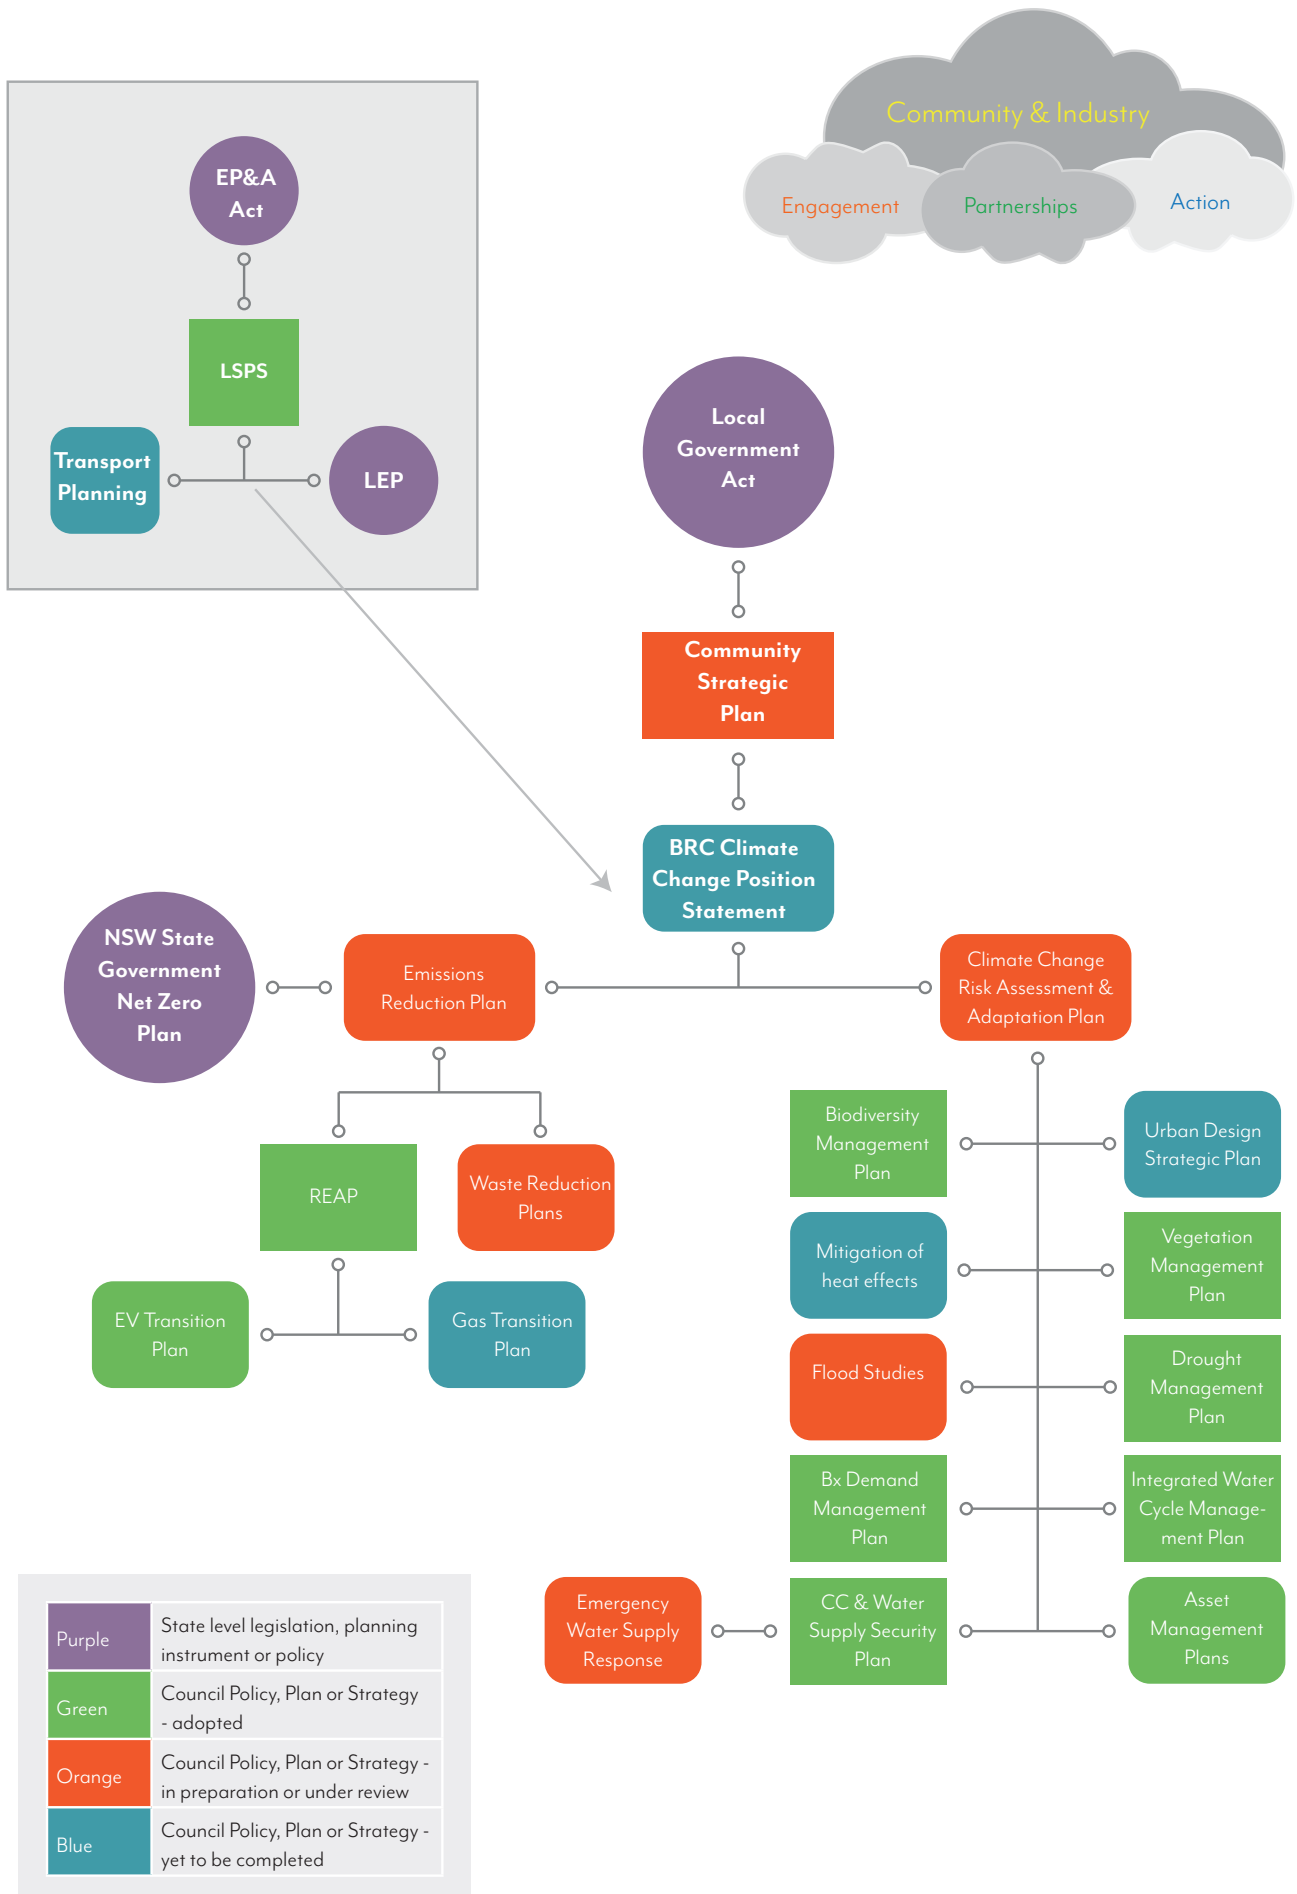 Community & Industry
Engagement
Partnerships
Action
EP&A
Act
LSPS
Transport
Planning
LEP
Local
Government
Act
Community
Strategic
Plan
BRC Climate
Change Position
Statement
NSW State
Government
Net Zero
Plan
Emissions
Reduction Plan
Climate Change
Risk Assessment &
Adaptation Plan
REAP
Waste Reduction
Plans
EV Transition
Plan
Gas Transition
Plan
Biodiversity
Management
Plan
Urban Design
Strategic Plan
Mitigation of
heat effects
Vegetation
Management
Plan
Flood Studies
Drought
Management
Plan
Bx Demand
Management
Plan
Integrated Water
Cycle Manage-
ment Plan
Emergency
Water Supply
Response
CC & Water
Supply Security
Plan
Asset
Management
Plans
Purple
State level legislation, planning
instrument or policy
Green
Council Policy, Plan or Strategy
- adopted
Orange
Council Policy, Plan or Strategy -
in preparation or under review
Blue
Council Policy, Plan or Strategy -
yet to be completed